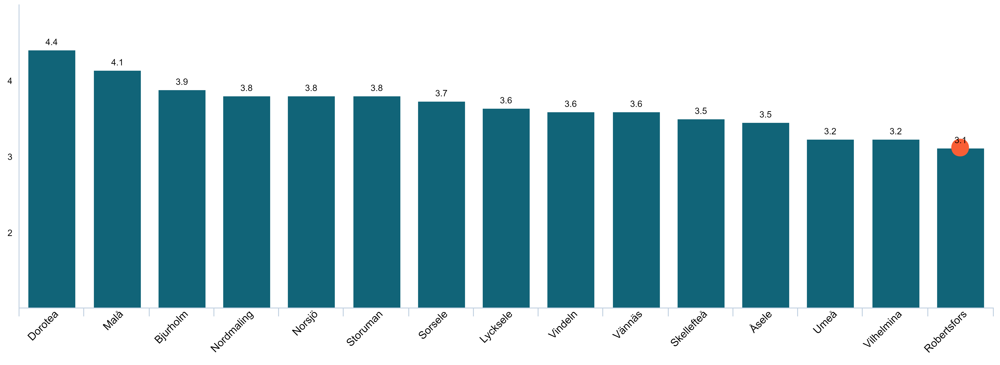 4.4
4.1
3.9
3.8
3.8
3.8
3.7
3.6
3.6
3.6
3.5
3.5
3.2
3.2
3.1
4
3
2
Dorotea
Malå
Bjurholm
Nordmaling
Norsjö
Storuman
Sorsele
Lycksele
Vindeln
Vännäs
Skellefteå
Åsele
Umeå
Vilhelmina
Robertsfors